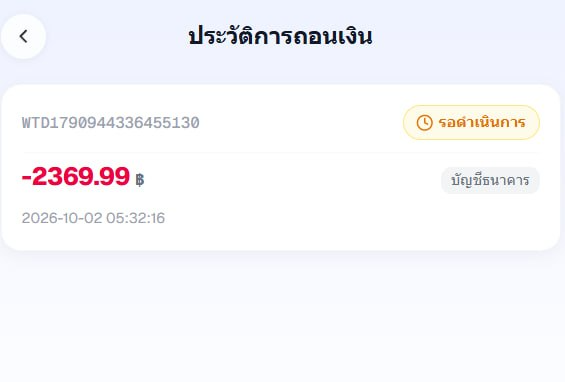 ประวัติการถอนเงิน
WTD1790944336455130
รอดำเนินการ
-2369.99 ฿
บัญชีธนาคาร
2026-10-02 05:32:16